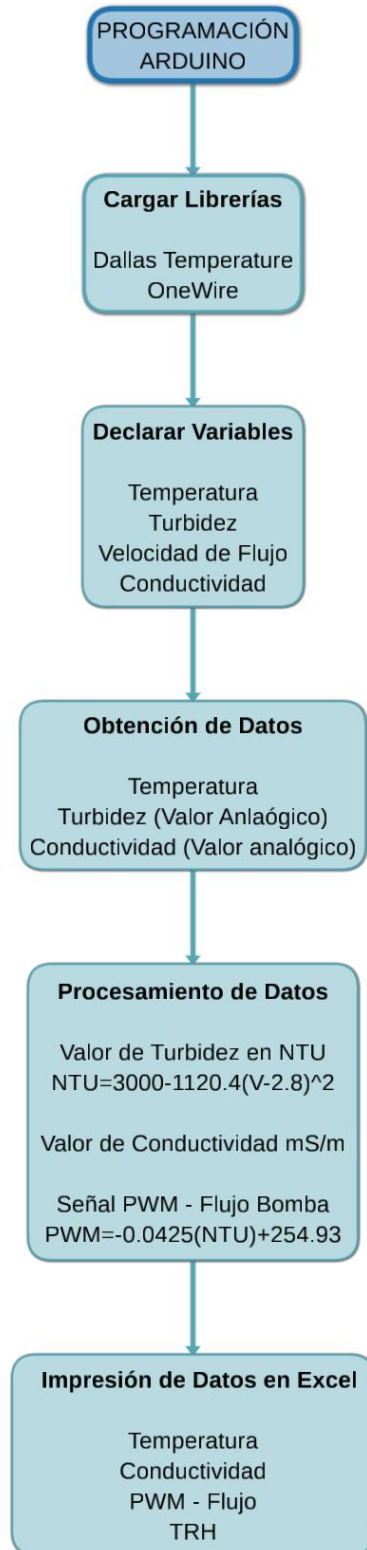 PROGRAMACIÓN
ARDUINO
Cargar Librerías
Dallas Temperature
OneWire
Declarar Variables
Temperatura
Turbidez
Velocidad de Flujo
Conductividad
Obtención de Datos
Temperatura
Turbidez (Valor Anlaógico)
Conductividad (Valor analógico)
Procesamiento de Datos
Valor de Turbidez en NTU
NTU=3000-1120.4(V-2.8)^2
Valor de Conductividad mS/m
Señal PWM - Flujo Bomba
PWM=-0.0425(NTU)+254.93
Impresión de Datos en Excel
Temperatura
Conductividad
PWM - Flujo
TRH